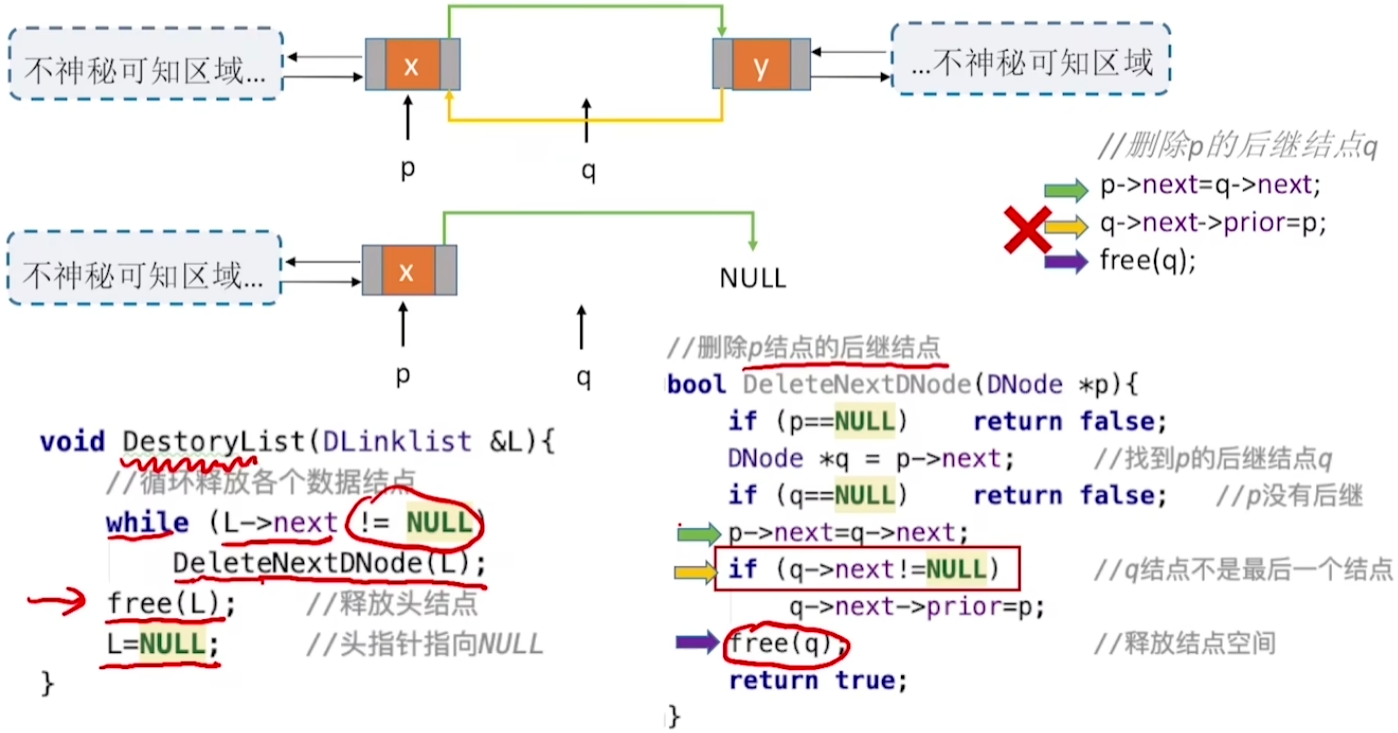 不神秘可知区域...
x
y
...不神秘可知区域
p
q
//删除p的后继结点q
p->next=q->next;
q->next->prior=p;
free(q);
不神秘可知区域...
x
NULL
p
q
void DestoryList(DLinklist &L){
//循环释放各个数据结点
while (L->next != NULL)
DeleteNextDNode(L);
free(L); //释放头结点
L=NULL; //头指针指向NULL
}
//删除p结点的后继结点
bool DeleteNextDNode(DNode *p){
if (p==NULL) return false;
DNode *q = p->next; //找到p的后继结点q
if (q==NULL) return false; //p没有后继
p->next=q->next;
if (q->next!=NULL) //q结点不是最后一个结点
q->next->prior=p;
free(q); //释放结点空间
return true;
}